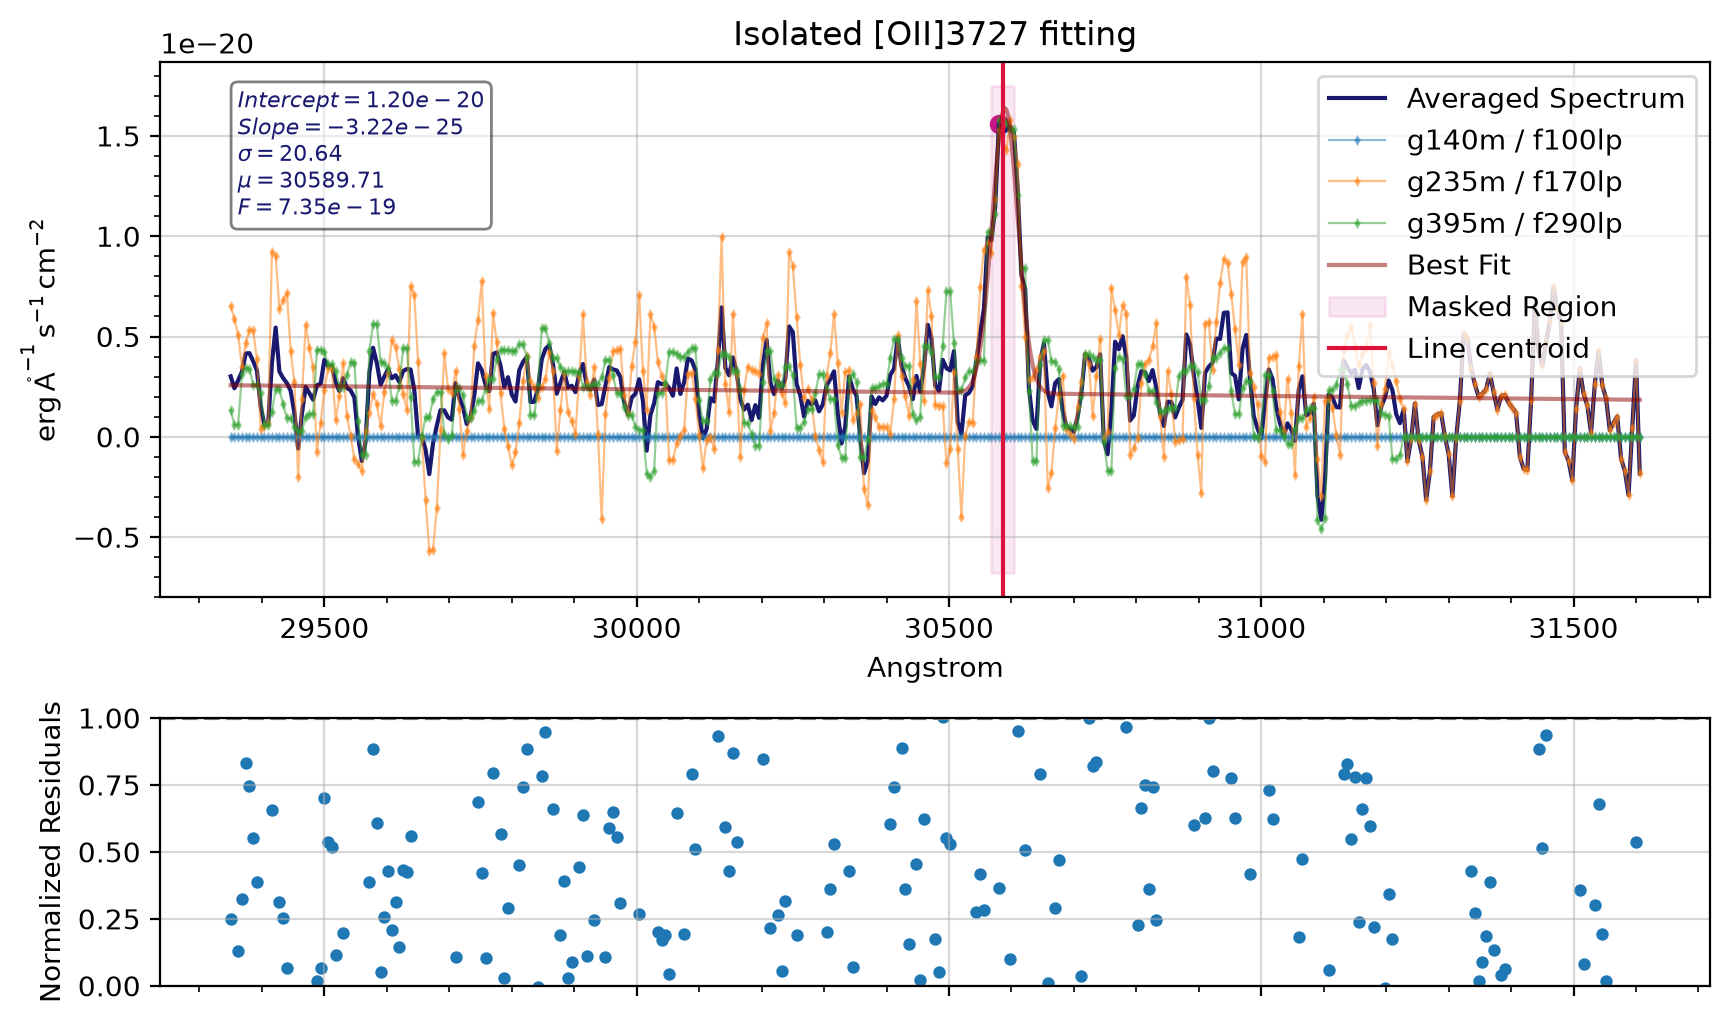 Isolated [OII]3727 fitting
1e−20
Intercept = 1.20e − 20
Slope = −3.22e − 25
σ = 20.64
μ = 30589.71
F = 7.35e − 19
Averaged Spectrum
g140m / f100lp
g235m / f170lp
g395m / f290lp
Best Fit
Masked Region
Line centroid
1.5
1.0
0.5
0.0
−0.5
erg Å⁻¹ s⁻¹ cm⁻²
29500 30000 30500 31000 31500
Angstrom
1.00
0.75
0.50
0.25
0.00
Normalized Residuals